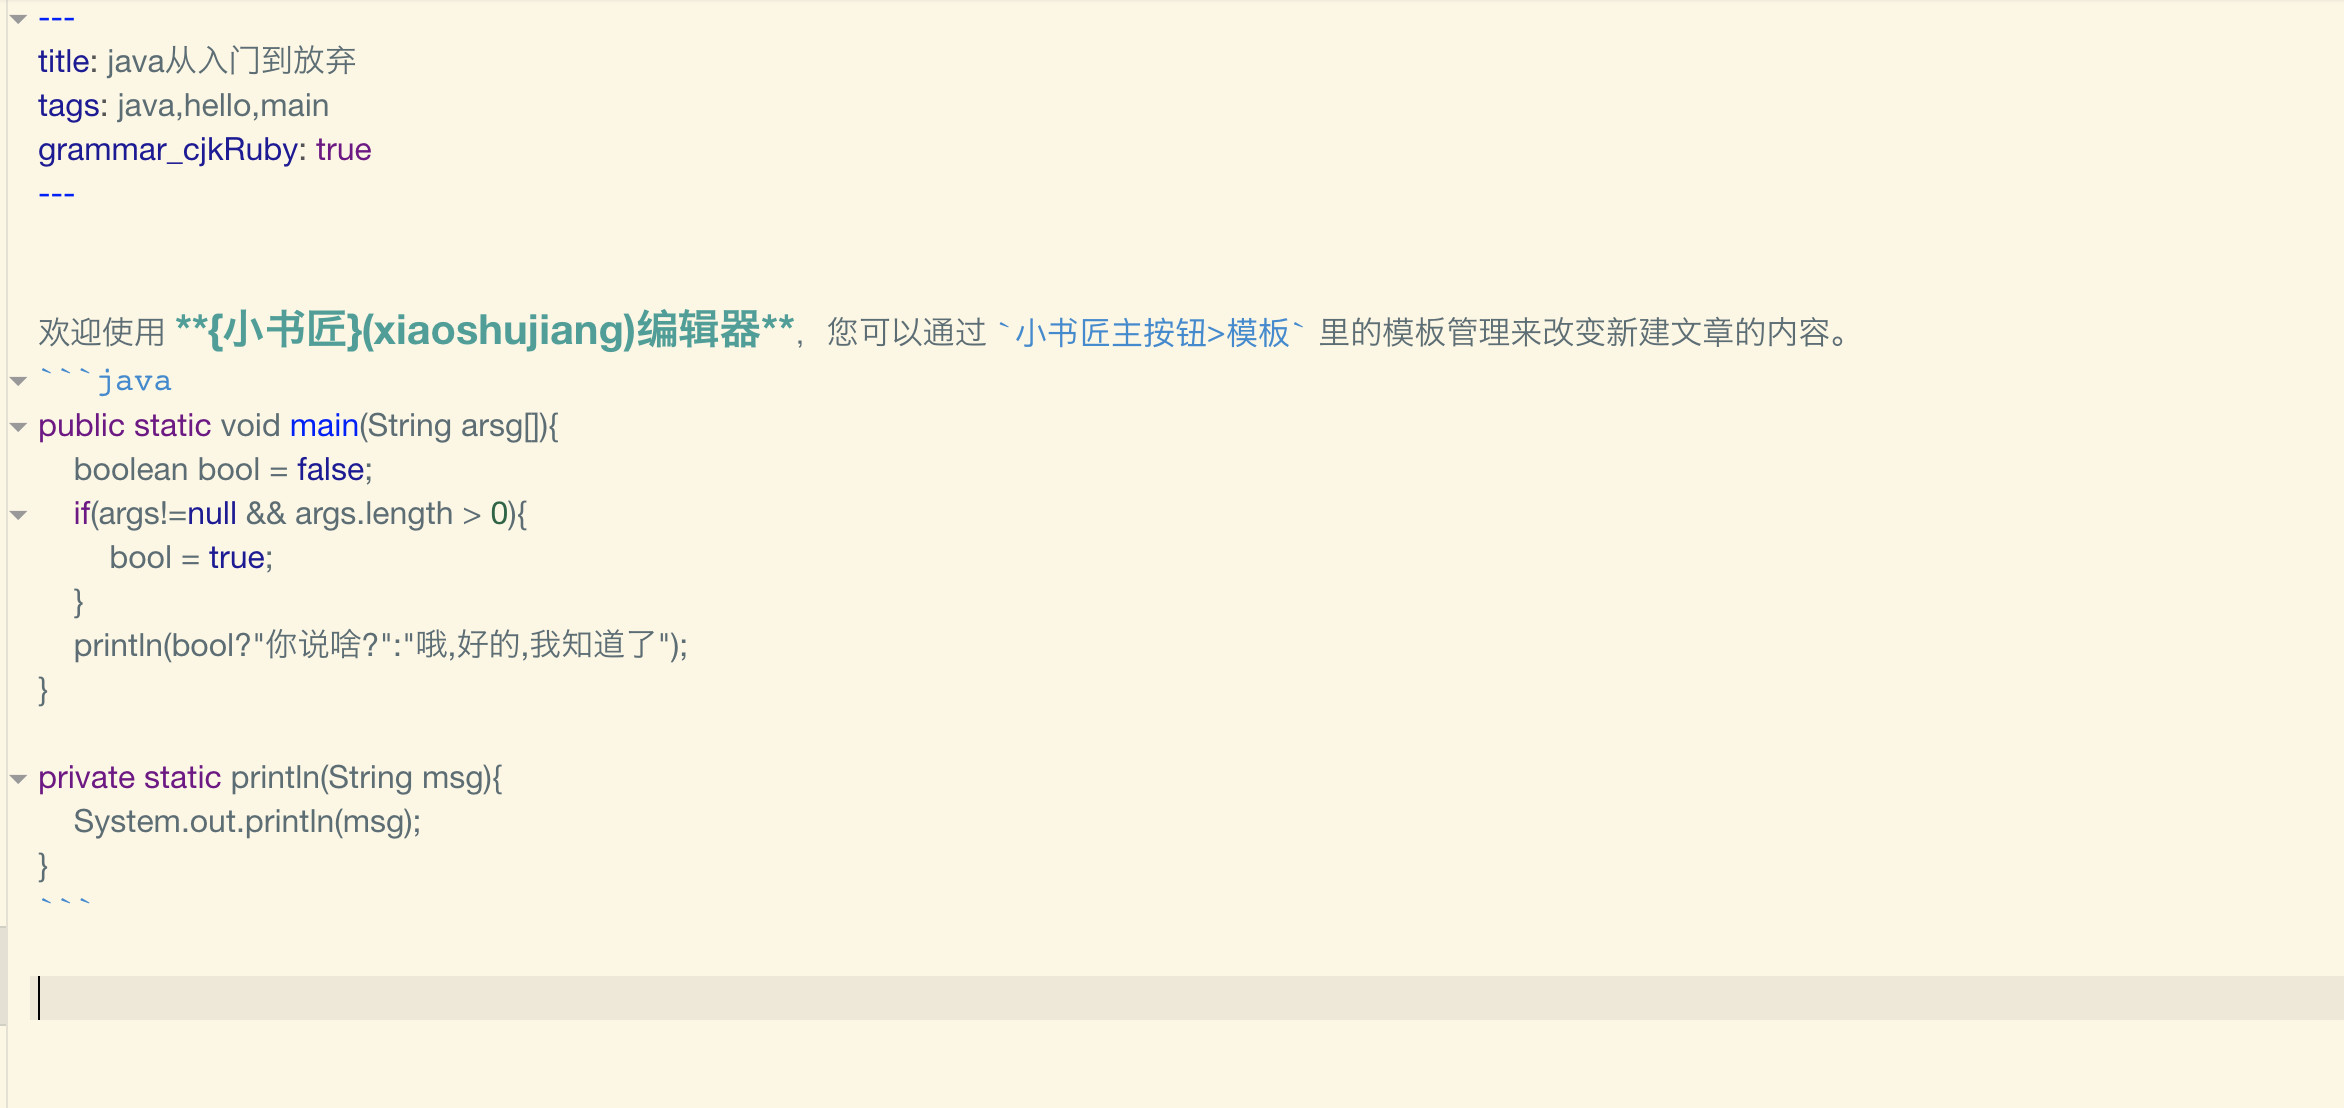 ---
title: java从入门到放弃
tags: java,hello,main
grammar_cjkRuby: true
---
欢迎使用 **{小书匠}(xiaoshujiang)编辑器**，您可以通过 `小书匠主按钮>模板` 里的模板管理来改变新建文章的内容。
```java
public static void main(String arsg[]){
    boolean bool = false;
    if(args!=null && args.length > 0){
        bool = true;
    }
    println(bool?"你说啥?":"哦,好的,我知道了");
}
private static println(String msg){
    System.out.println(msg);
}
```